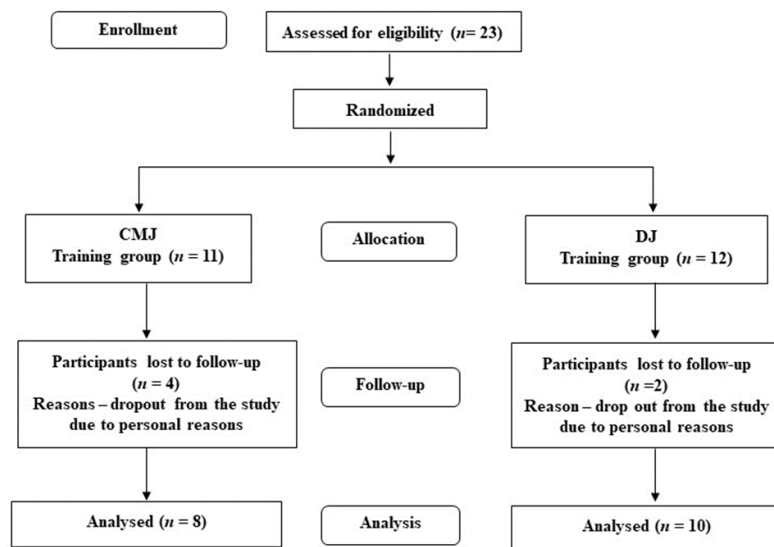 Enrollment
Assessed for eligibility (n= 23)
Randomized
CMJ
Training group (n = 11)
Allocation
DJ
Training group (n = 12)
Participants lost to follow-up
(n = 4)
Reasons – dropout from the study
due to personal reasons
Follow-up
Participants lost to follow-up
(n =2)
Reason – drop out from the study
due to personal reasons
Analysed (n = 8)
Analysis
Analysed (n = 10)